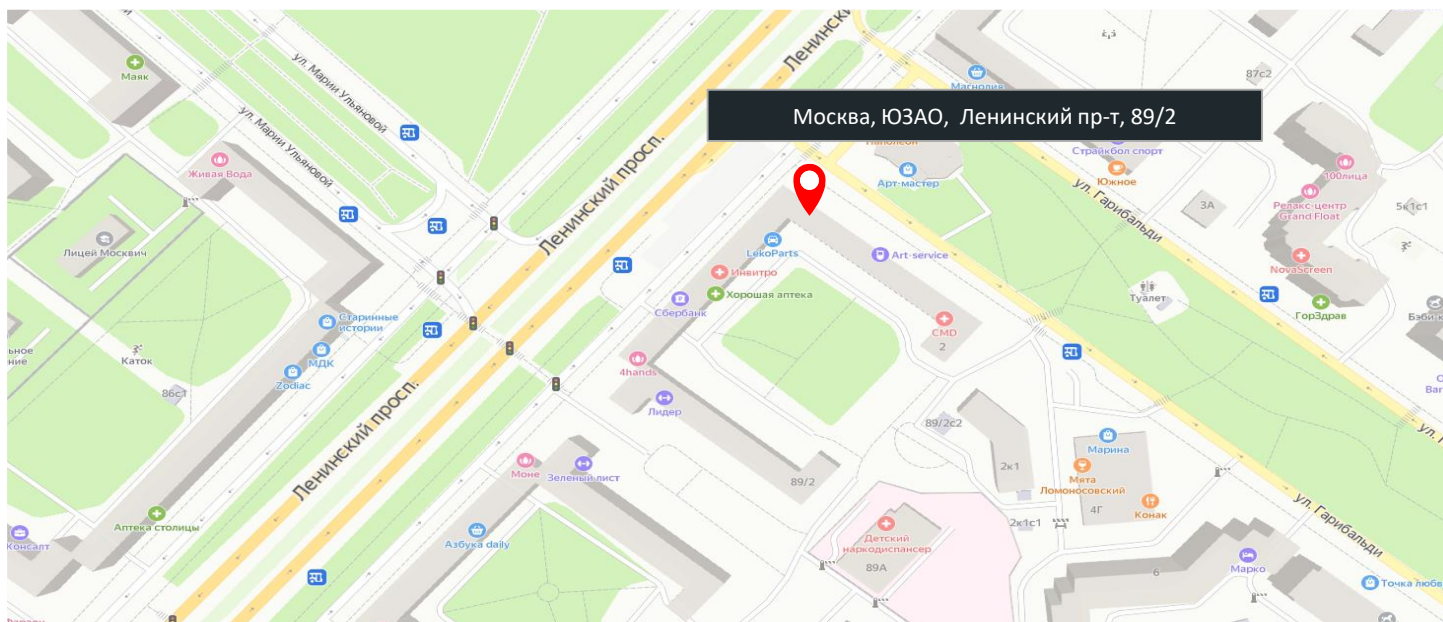 Москва, ЮЗАО, Ленинский пр-т, 89/2
Маяк
ул. Марии Ульяновой
Ленинский
Магнолия
87с2
ул. Марии Ульяновой
Живая Вода
Ленинский просп.
Страйкбол спорт
Арт-мастер
Южное
100лица
ул. Гарибальди
3А
Релакс-центр
Grand Float
5к1с1
Лицей Москвич
LekoParts
Art-service
Инвитро
NovaScreen
Хорошая аптека
Туалет
Сбербанк
ГорЗдрав
Старинные
истории
CMD
2
Каток
МДК
Zodiac
4hands
86с1
Лидер
Ленинский просп.
89/2с2
Марина
2к1
Моне
Зеленый лист
89/2
Мята
Ломоносовский
4Г
Конак
ул. Гарибальди
Аптека столицы
2к1с1
Консалт
Азбука daily
Детский
наркодиспансер
89А
Марко
6
Точка любв